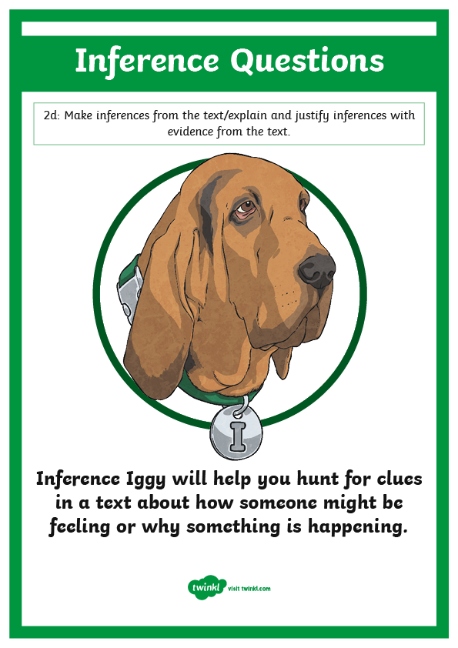 Inference Questions
2d: Make inferences from the text/explain and justify inferences with
evidence from the text.
I
Inference Iggy will help you hunt for clues
in a text about how someone might be
feeling or why something is happening.
twinkl visit twinkl.com